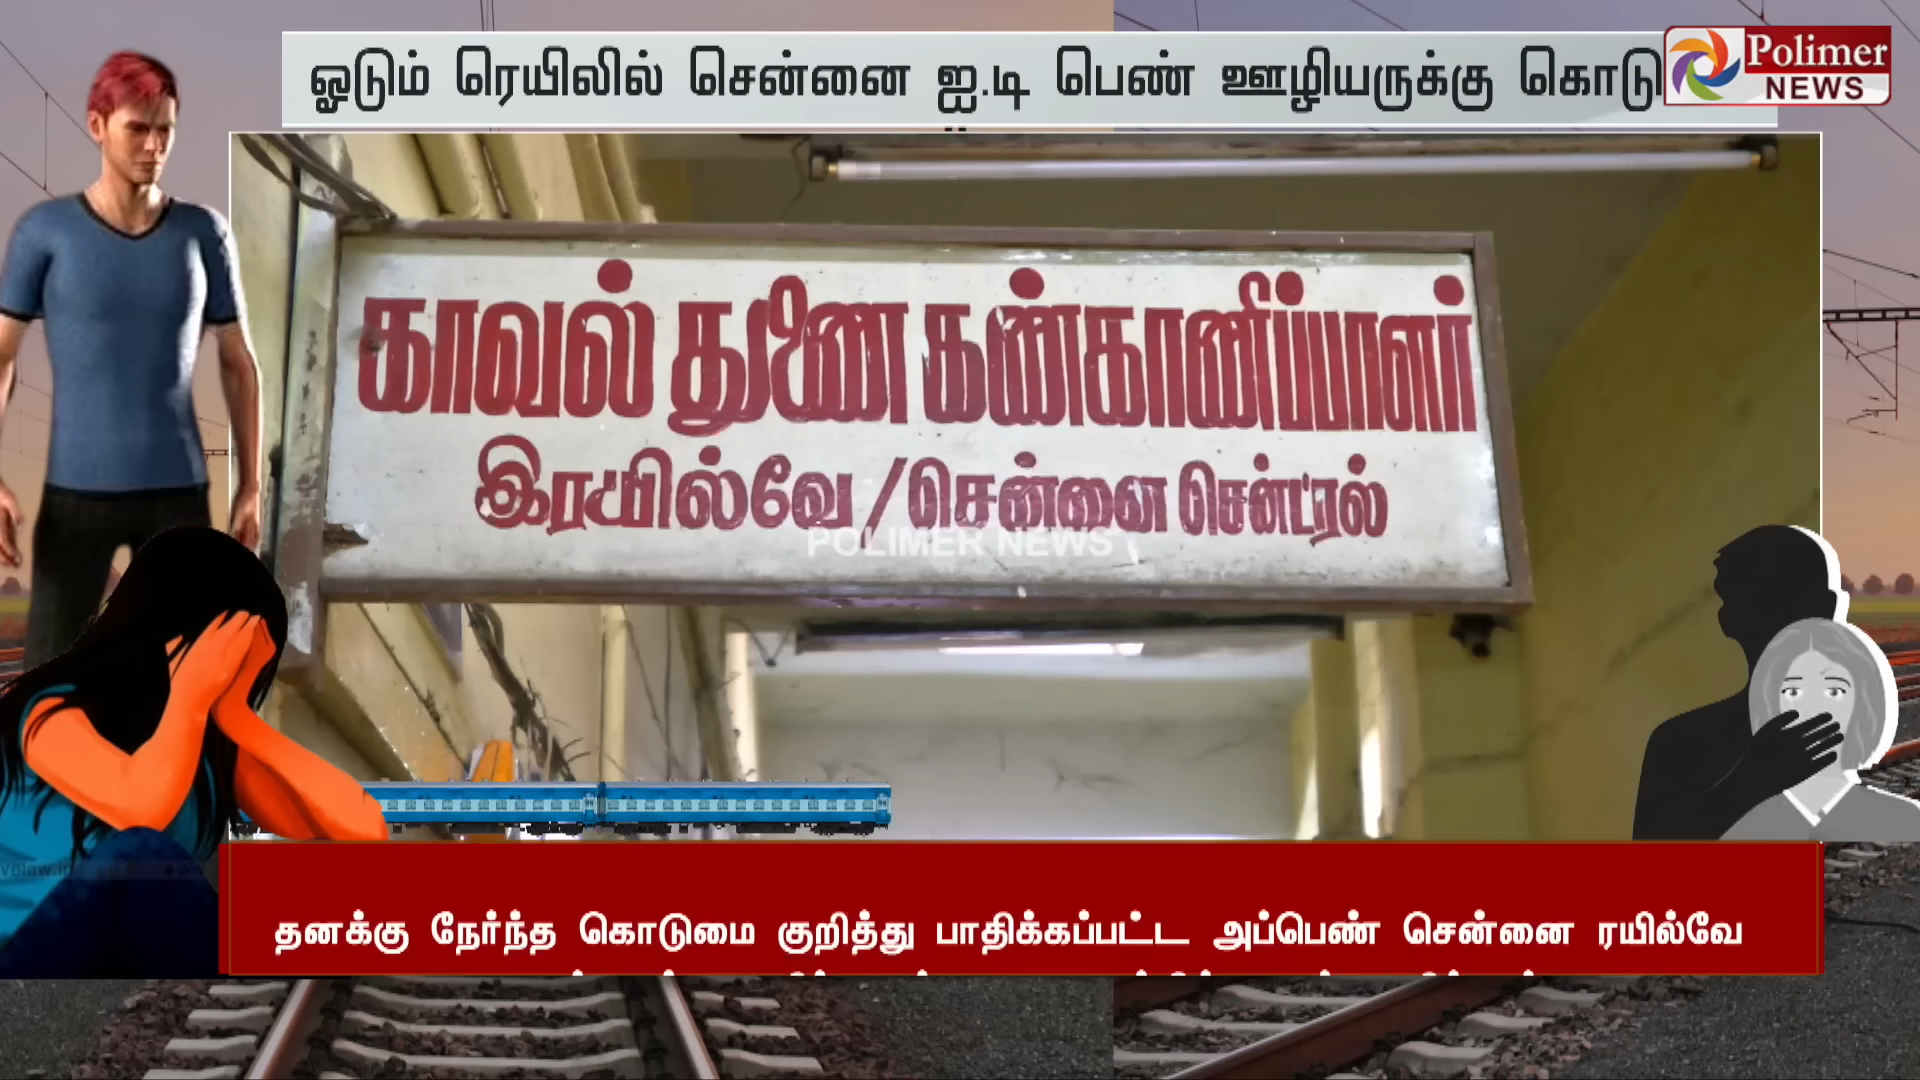 ஓடும் ரெயிலில் சென்னை ஐ.டி பெண் ஊழியருக்கு கொடு
Polimer
NEWS
காவல் துணை கண்காணிப்பாளர்
இரயில்வே/சென்னை சென்ட்ரல்
POLIMER NEWS
தனக்கு நேர்ந்த கொடுமை குறித்து பாதிக்கப்பட்ட அப்பெண் சென்னை ரயில்வே